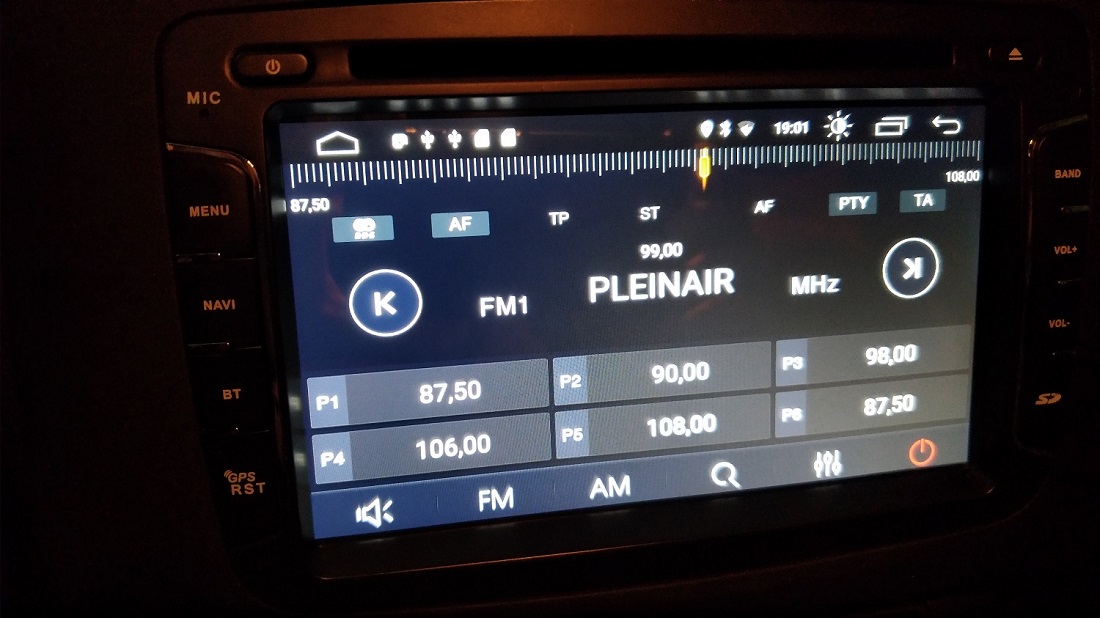 MIC
19:01
87,50
108,00
AF
TP
ST
AF
PTY
TA
99,00
FM1
PLEINAIR
MHz
P1
87,50
P2
90,00
P3
98,00
P4
106,00
P5
108,00
P6
87,50
FM
AM
MENU
NAVI
BT
GPS
RST
BAND
VOL+
VOL-